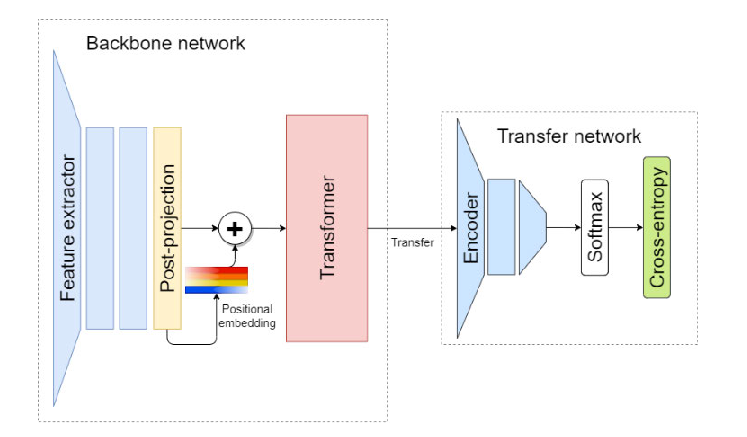 Backbone network
Feature extractor
Post-projection
+
Positional
embedding
Transformer
Transfer
Transfer network
Encoder
Softmax
Cross-entropy